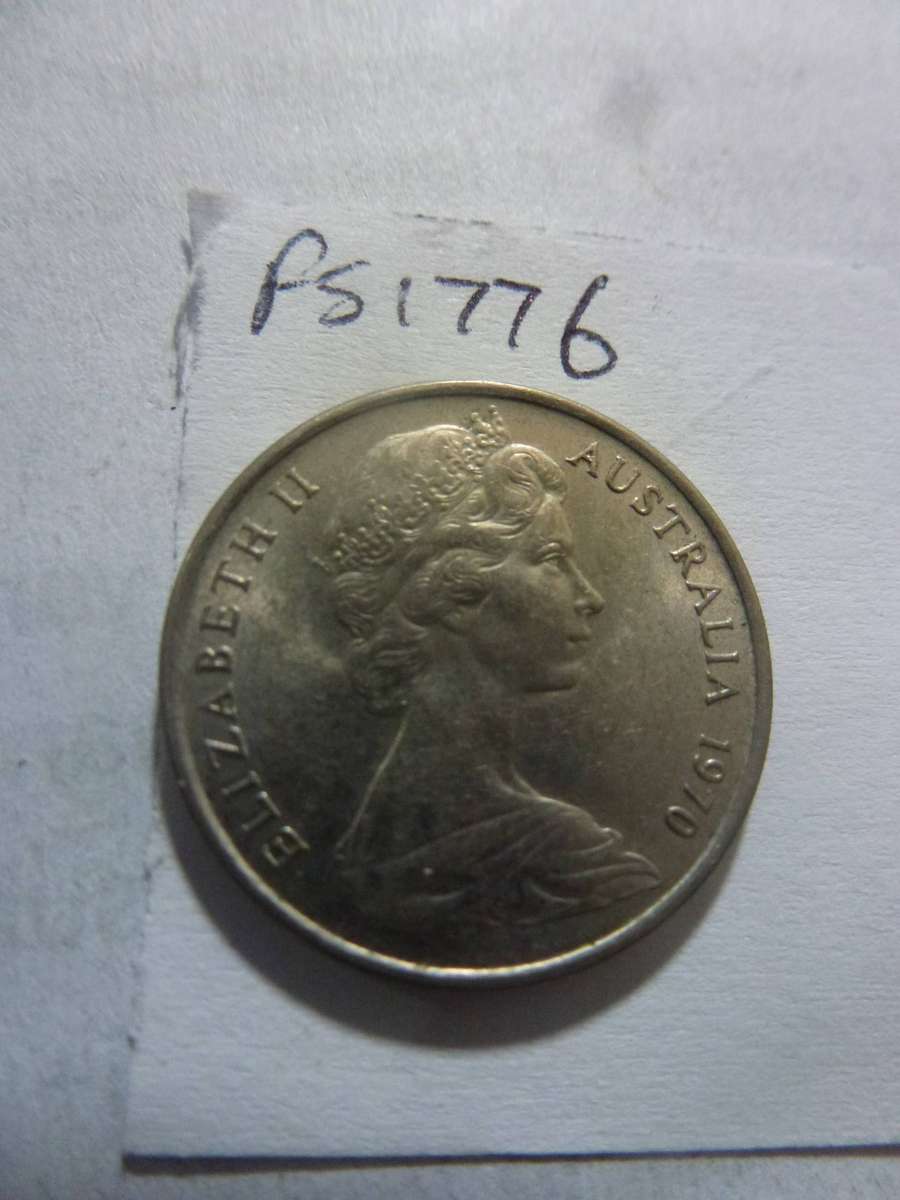 PS1776
ELIZABETH II
AUSTRALIA 1970